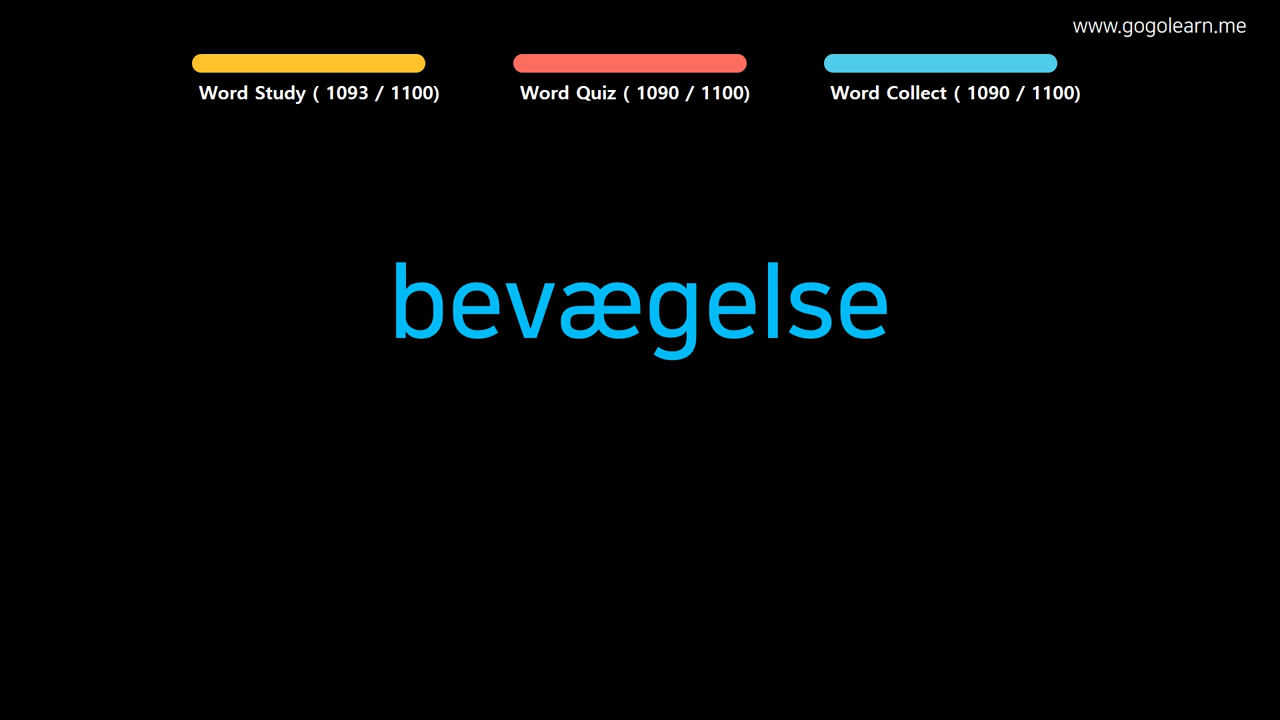 www.gogolearn.me
Word Study ( 1093 / 1100)
Word Quiz ( 1090 / 1100)
Word Collect ( 1090 / 1100)
bevægelse